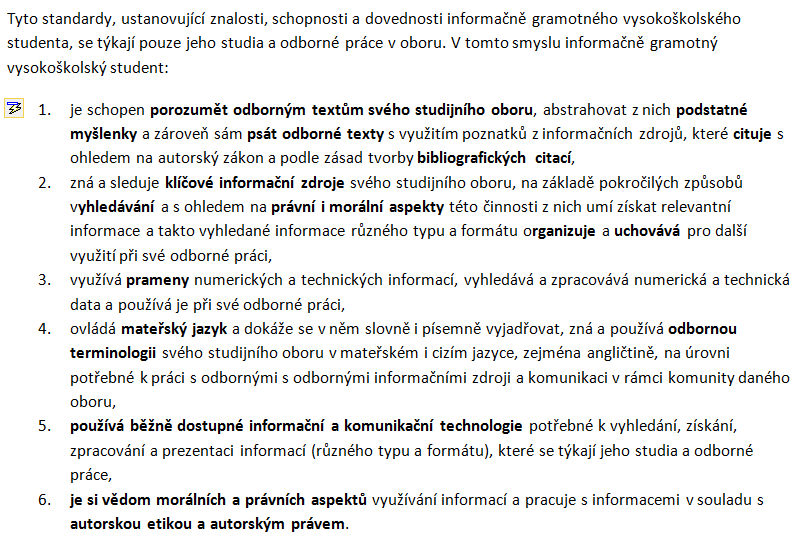 Tyto standardy, ustanovující znalosti, schopnosti a dovednosti informačně gramotného vysokoškolského
studenta, se týkají pouze jeho studia a odborné práce v oboru. V tomto smyslu informačně gramotný
vysokoškolský student:
1. je schopen porozumět odborným textům svého studijního oboru, abstrahovat z nich podstatné
myšlenky a zároveň sám psát odborné texty s využitím poznatků z informačních zdrojů, které cituje s
ohledem na autorský zákon a podle zásad tvorby bibliografických citací,
2. zná a sleduje klíčové informační zdroje svého studijního oboru, na základě pokročilých způsobů
vyhledávání a s ohledem na právní i morální aspekty této činnosti z nich umí získat relevantní
informace a takto vyhledané informace různého typu a formátu organizuje a uchovává pro další
využití při své odborné práci,
3. využívá prameny numerických a technických informací, vyhledává a zpracovává numerická a technická
data a používá je při své odborné práci,
4. ovládá mateřský jazyk a dokáže se v něm slovně i písemně vyjadřovat, zná a používá odbornou
terminologii svého studijního oboru v mateřském i cizím jazyce, zejména angličtině, na úrovni
potřebné k práci s odbornými s odbornými informačními zdroji a komunikaci v rámci komunity daného
oboru,
5. používá běžně dostupné informační a komunikační technologie potřebné k vyhledání, získání,
zpracování a prezentaci informací (různého typu a formátu), které se týkají jeho studia a odborné
práce,
6. je si vědom morálních a právních aspektů využívání informací a pracuje s informacemi v souladu s
autorskou etikou a autorským právem.